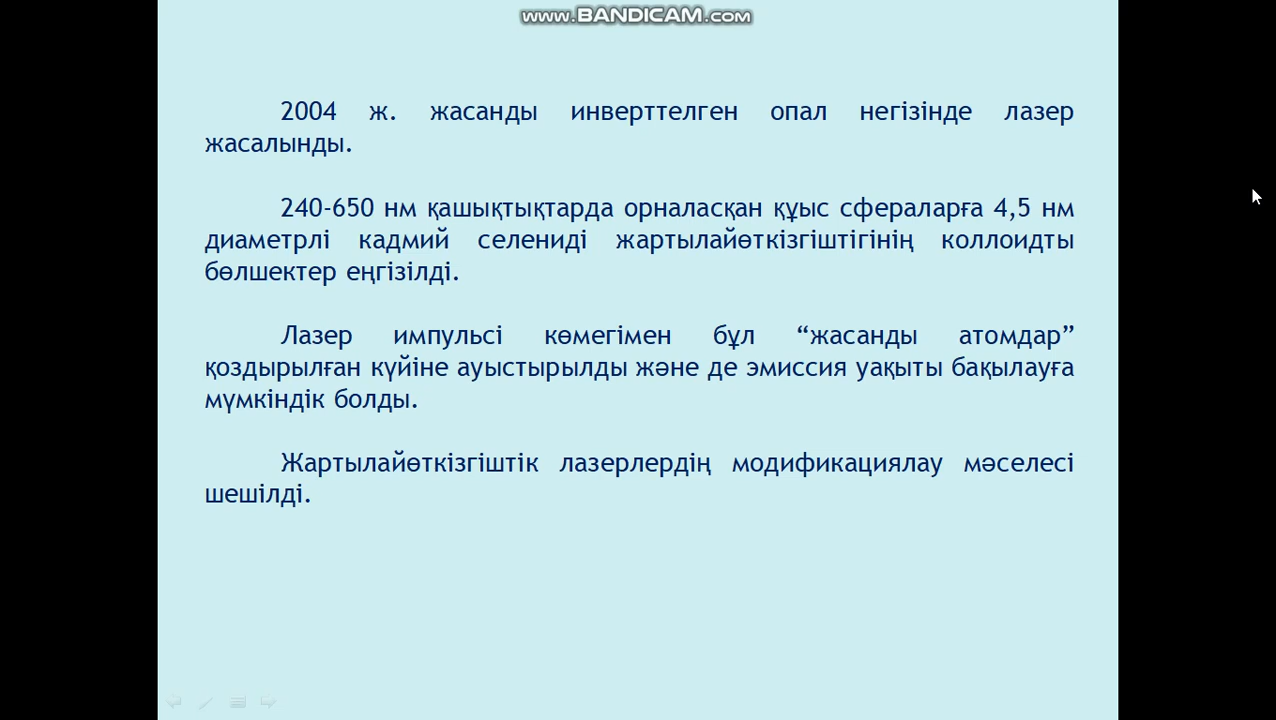 www.BANDICAM.com
2004 ж. жасанды инверттелген опал негізінде лазер
жасалынды.
240-650 нм қашықтықтарда орналасқан құыс сфераларға 4,5 нм
диаметрлі кадмий селениді жартылайөткізгіштігінің коллоидты
бөлшектер еңгізілді.
Лазер импульсі көмегімен бұл “жасанды атомдар”
қоздырылған күйіне ауыстырылды және де эмиссия уақыты бақылауға
мүмкіндік болды.
Жартылайөткізгіштік лазерлердің модификациялау мәселесі
шешілді.